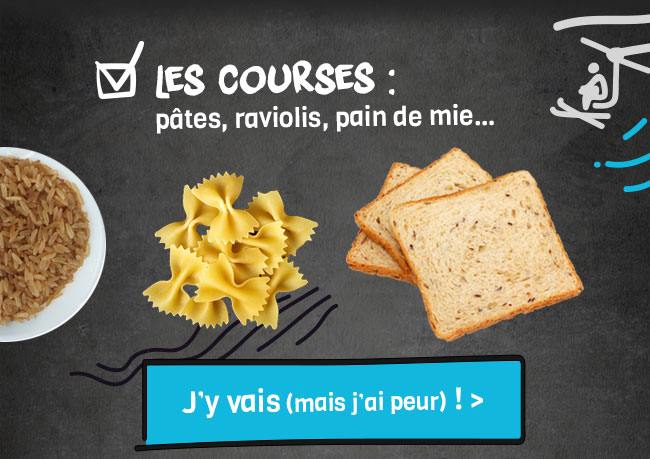 LES COURSES :
pâtes, raviolis, pain de mie...
J'y vais (mais j'ai peur) ! >